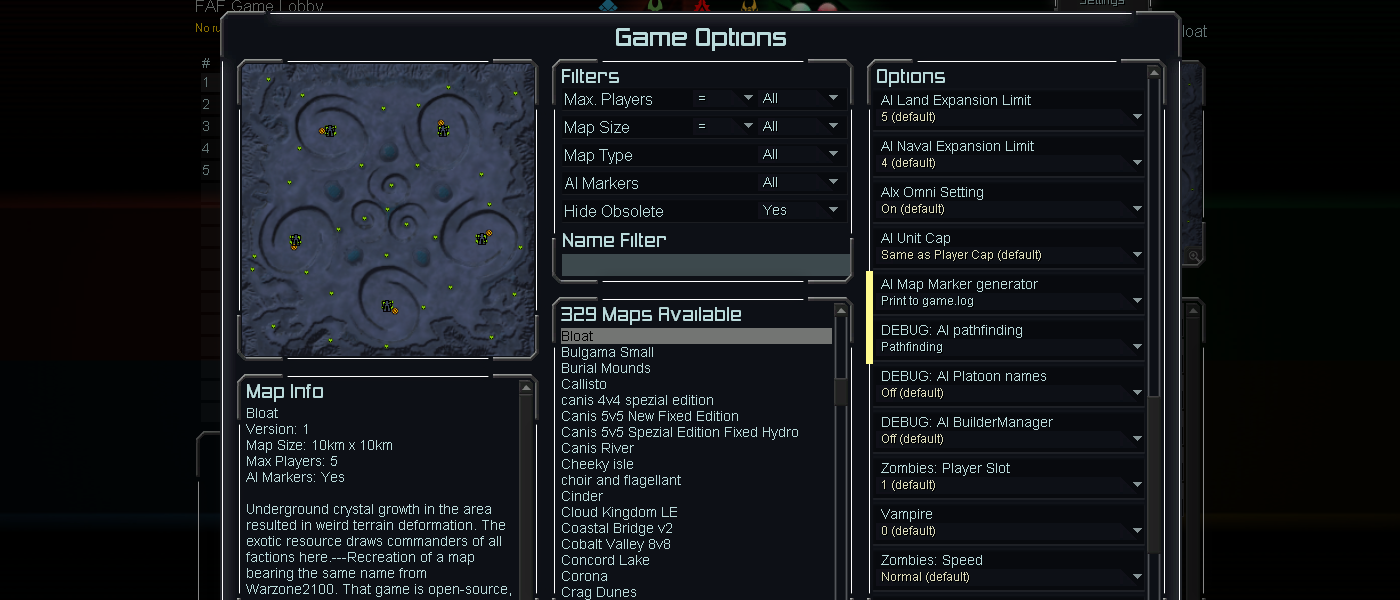 FAF Game Lobby
Settings
No ru
loat
#
1
2
3
4
5
Game Options
Map Info
Bloat
Version: 1
Map Size: 10km x 10km
Max Players: 5
AI Markers: Yes
Underground crystal growth in the area
resulted in weird terrain deformation. The
exotic resource draws commanders of all
factions here.---Recreation of a map
bearing the same name from
Warzone2100. That game is open-source,
Filters
Max. Players = All
Map Size = All
Map Type All
AI Markers All
Hide Obsolete Yes
Name Filter
329 Maps Available
Bloat
Bulgama Small
Burial Mounds
Callisto
canis 4v4 spezial edition
Canis 5v5 New Fixed Edition
Canis 5v5 Spezial Edition Fixed Hydro
Canis River
Cheeky isle
choir and flagellant
Cinder
Cloud Kingdom LE
Coastal Bridge v2
Cobalt Valley 8v8
Concord Lake
Corona
Crag Dunes
Options
AI Land Expansion Limit
5 (default)
AI Naval Expansion Limit
4 (default)
AIx Omni Setting
On (default)
AI Unit Cap
Same as Player Cap (default)
AI Map Marker generator
Print to game.log
DEBUG: AI pathfinding
Pathfinding
DEBUG: AI Platoon names
Off (default)
DEBUG: AI BuilderManager
Off (default)
Zombies: Player Slot
1 (default)
Vampire
0 (default)
Zombies: Speed
Normal (default)